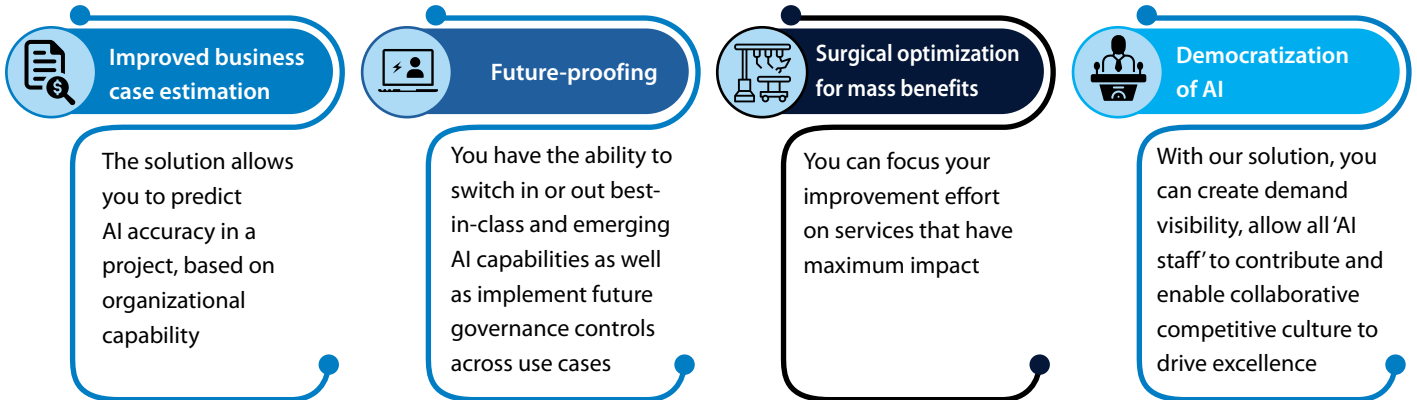 Improved business
case estimation
The solution allows
you to predict
AI accuracy in a
project, based on
organizational
capability
Future-proofing
You have the ability to
switch in or out best-
in-class and emerging
AI capabilities as well
as implement future
governance controls
across use cases
Surgical optimization
for mass benefits
You can focus your
improvement effort
on services that have
maximum impact
Democratization
of AI
With our solution, you
can create demand
visibility, allow all ‘AI
staff’ to contribute and
enable collaborative
competitive culture to
drive excellence